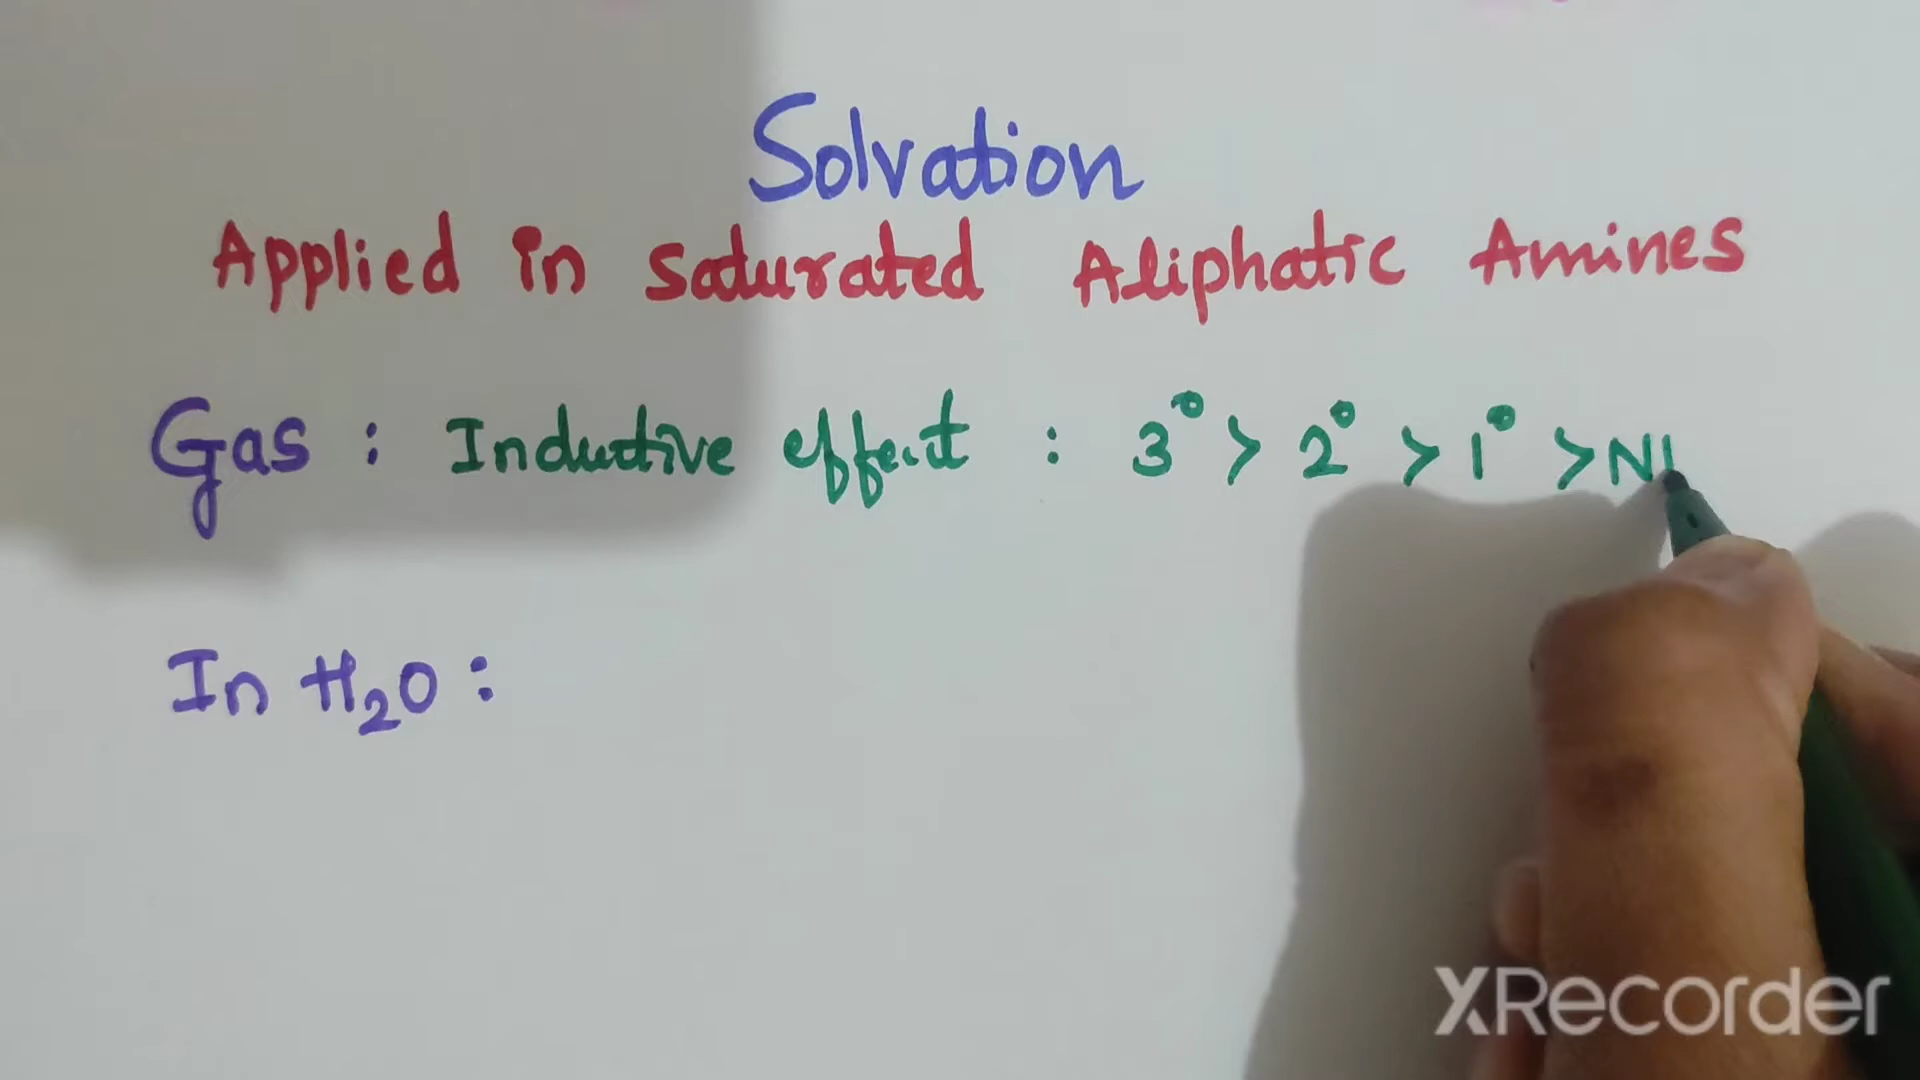 Solvation
Applied in Saturated Aliphatic Amines
Gas : Inductive effect : 3° > 2° > 1° >
In H₂O :
XRecorder